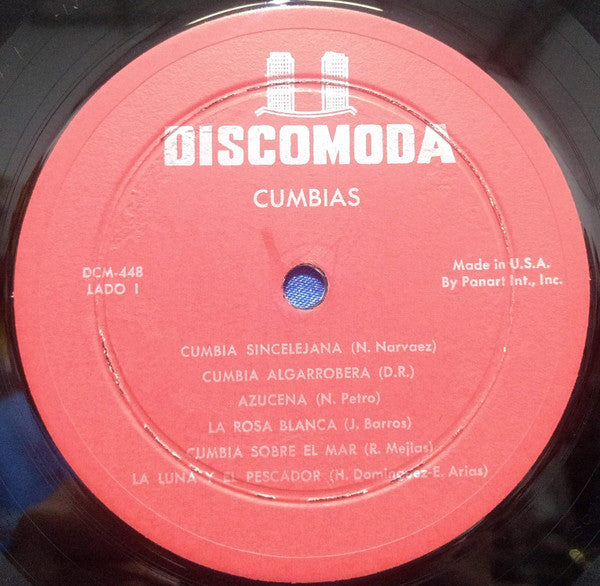 DISCOMODA
CUMBIAS
DCM-448
LADO 1
Made in U.S.A.
By Panart Int., Inc.
CUMBIA SINCELEJANA (N. Narvaez)
CUMBIA ALGARROBERA (D.R.)
AZUCENA (N. Petro)
LA ROSA BLANCA (J. Barros)
CUMBIA SOBRE EL MAR (R. Mejias)
LA LUNA Y EL PESCADOR (H. Dominguez-E. Arias)